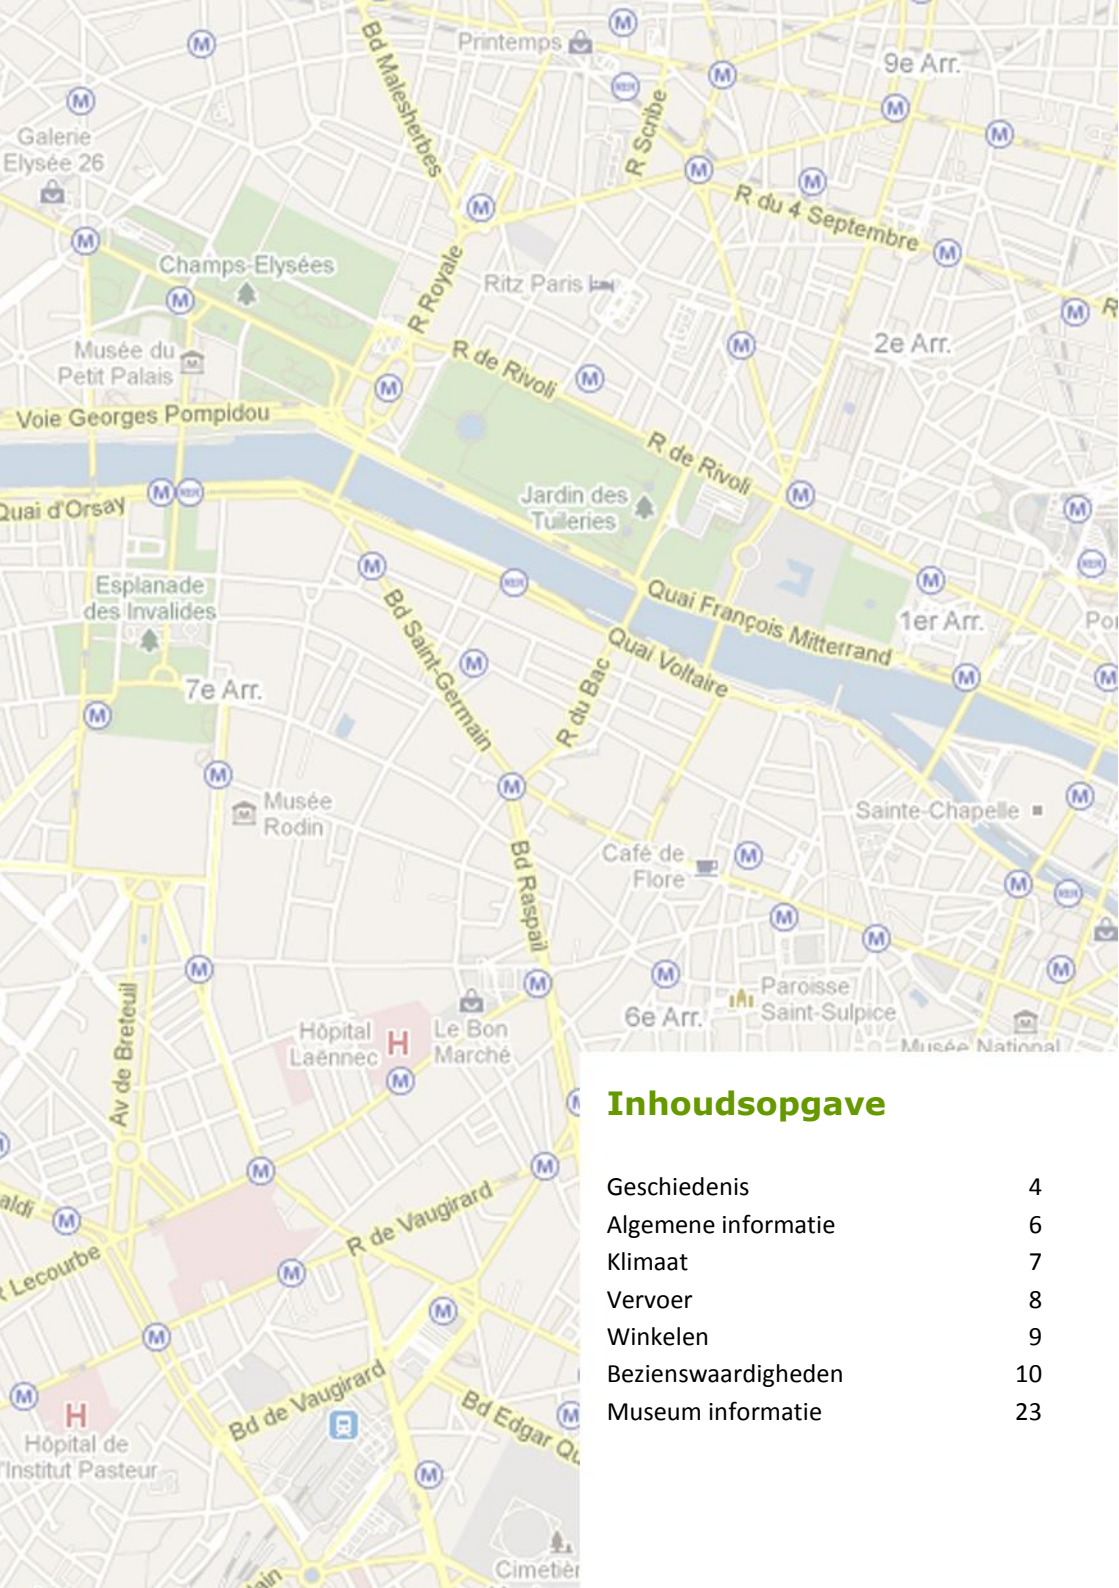 Printemps
9e Arr.
Bd Malesherbes
R Scribe
Galerie
Elysée 26
R du 4 Septembre
Champs-Elysées
R Royale
Ritz Paris
R de Rivoli
2e Arr.
Musée du
Petit Palais
Voie Georges Pompidou
R de Rivoli
Quai d'Orsay
Jardin des
Tuileries
Esplanade
des Invalides
Bd Saint-Germain
Quai François Mitterrand
1er Arr.
Quai Voltaire
7e Arr.
R du Bac
Musée
Rodin
Sainte-Chapelle
Café de
Flore
Bd Raspail
Av de Breteuil
Paroisse
Saint-Sulpice
6e Arr.
Hôpital
Laënnec
H
Le Bon
Marché
Musée National
Inhoudsopgave
Geschiedenis 4
Algemene informatie 6
Klimaat 7
Vervoer 8
Winkelen 9
Bezienswaardigheden 10
Museum informatie 23
R de Vaugirard
R Lecourbe
Bd de Vaugirard
Bd Edgar Qu
H
Hôpital de
l'Institut Pasteur
Cimetièr